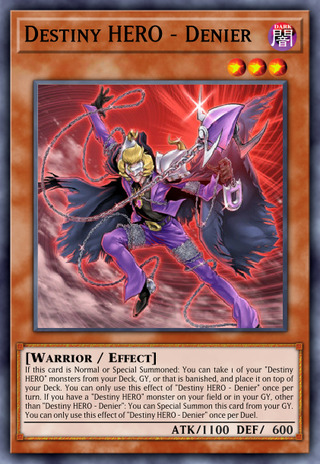 Destiny HERO - Denier
DARK
闇
[Warrior / Effect]
If this card is Normal or Special Summoned: You can take 1 of your "Destiny
HERO" monsters from your Deck, GY, or that is banished, and place it on top of
your Deck. You can only use this effect of "Destiny HERO - Denier" once per
turn. If you have a "Destiny HERO" monster on your field or in your GY, other
than "Destiny HERO - Denier": You can Special Summon this card from your GY.
You can only use this effect of "Destiny HERO - Denier" once per Duel.
ATK/1100 DEF/ 600